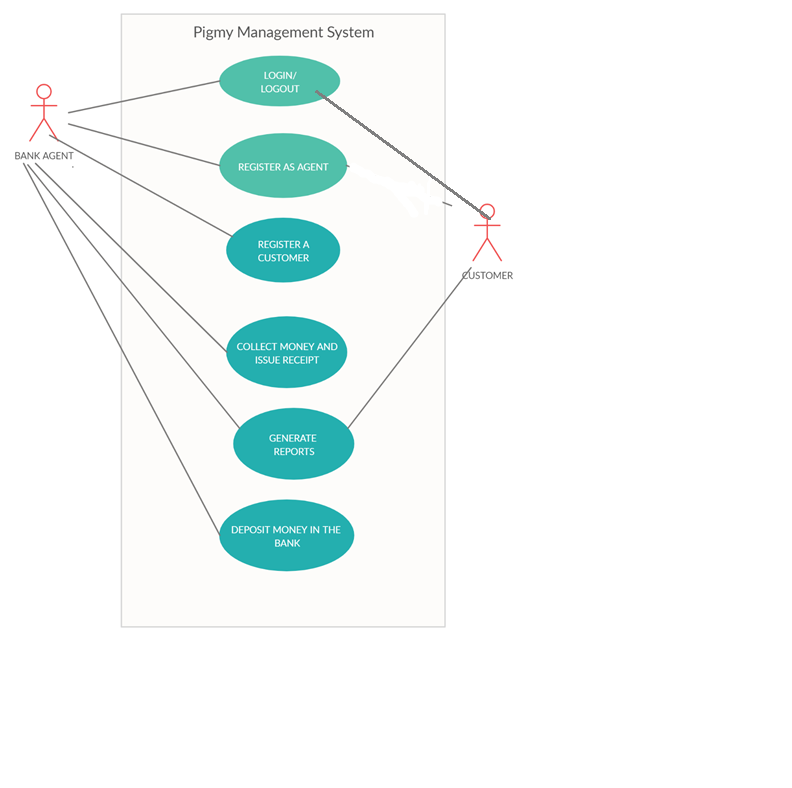 Pigmy Management System
LOGIN/
LOGOUT
BANK AGENT
REGISTER AS AGENT
REGISTER A
CUSTOMER
CUSTOMER
COLLECT MONEY AND
ISSUE RECEIPT
GENERATE
REPORTS
DEPOSIT MONEY IN THE
BANK